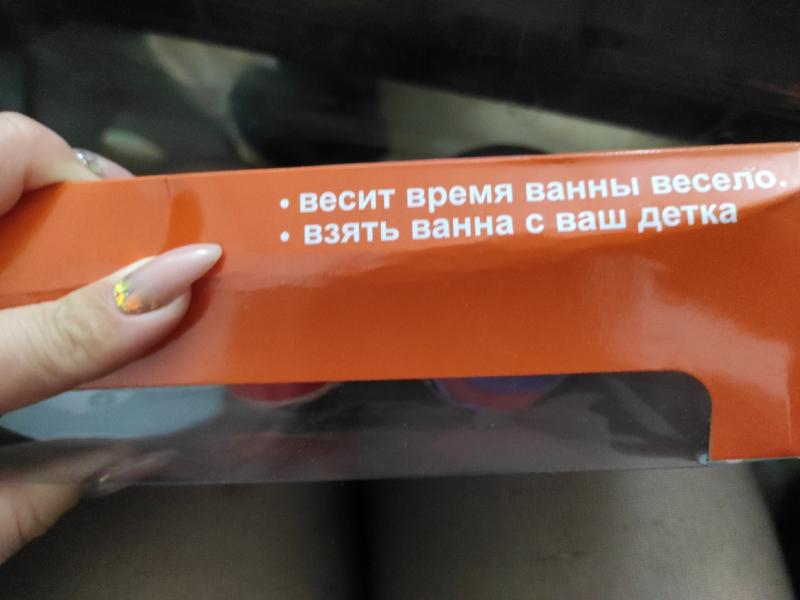 • весит время ванны весело.
• взять ванна с ваш детка